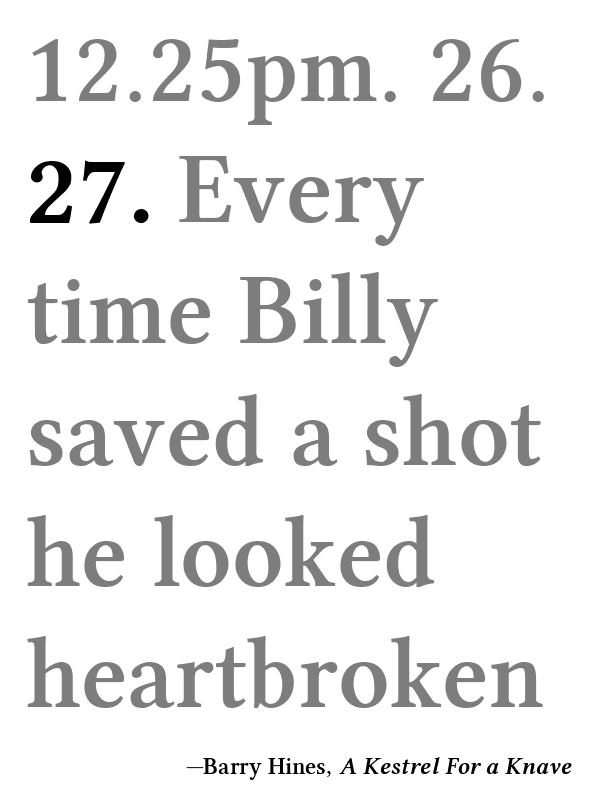 12.25pm. 26.
27. Every
time Billy
saved a shot
he looked
heartbroken
—Barry Hines, A Kestrel For a Knave